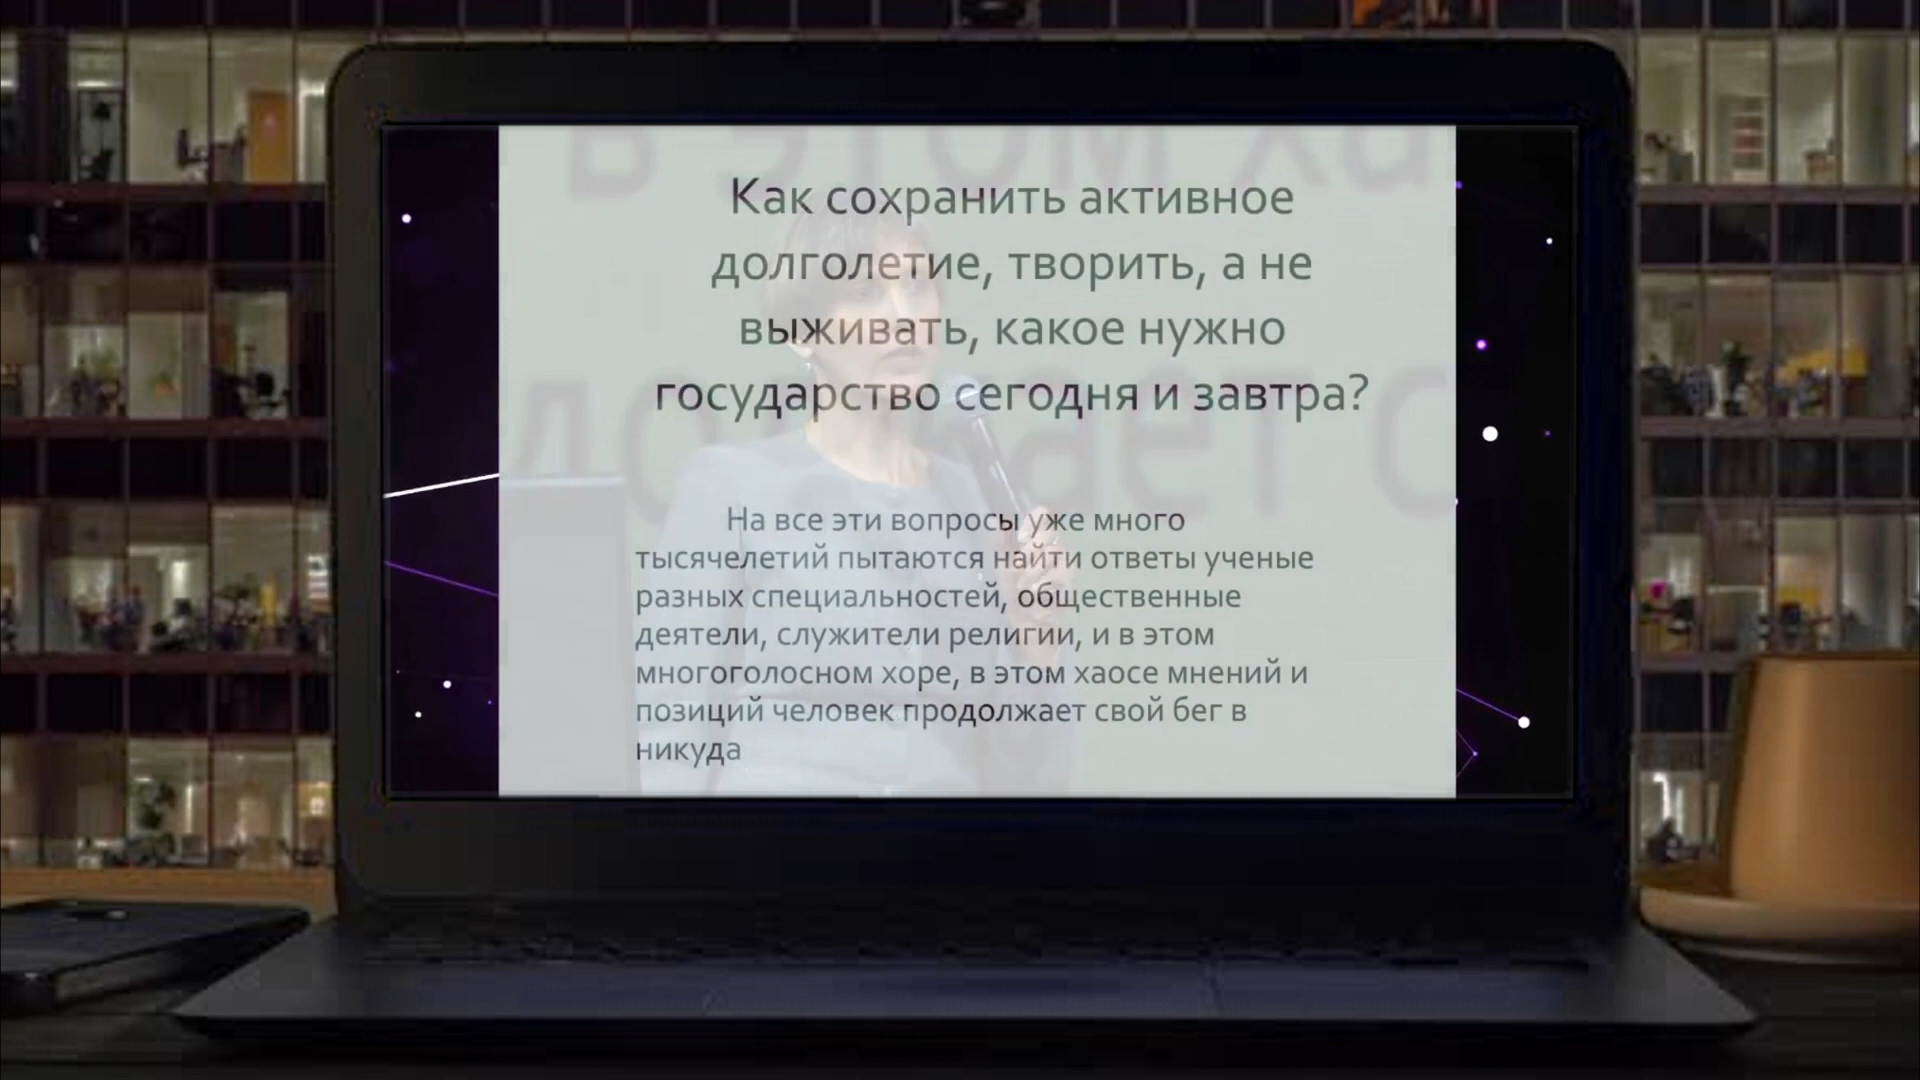 в этом ха
Как сохранить активное
долголетие, творить, а не
выживать, какое нужно
государство сегодня и завтра?
На все эти вопросы уже много
тысячелетий пытаются найти ответы ученые
разных специальностей, общественные
деятели, служители религии, и в этом
многоголосном хоре, в этом хаосе мнений и
позиций человек продолжает свой бег в
никуда